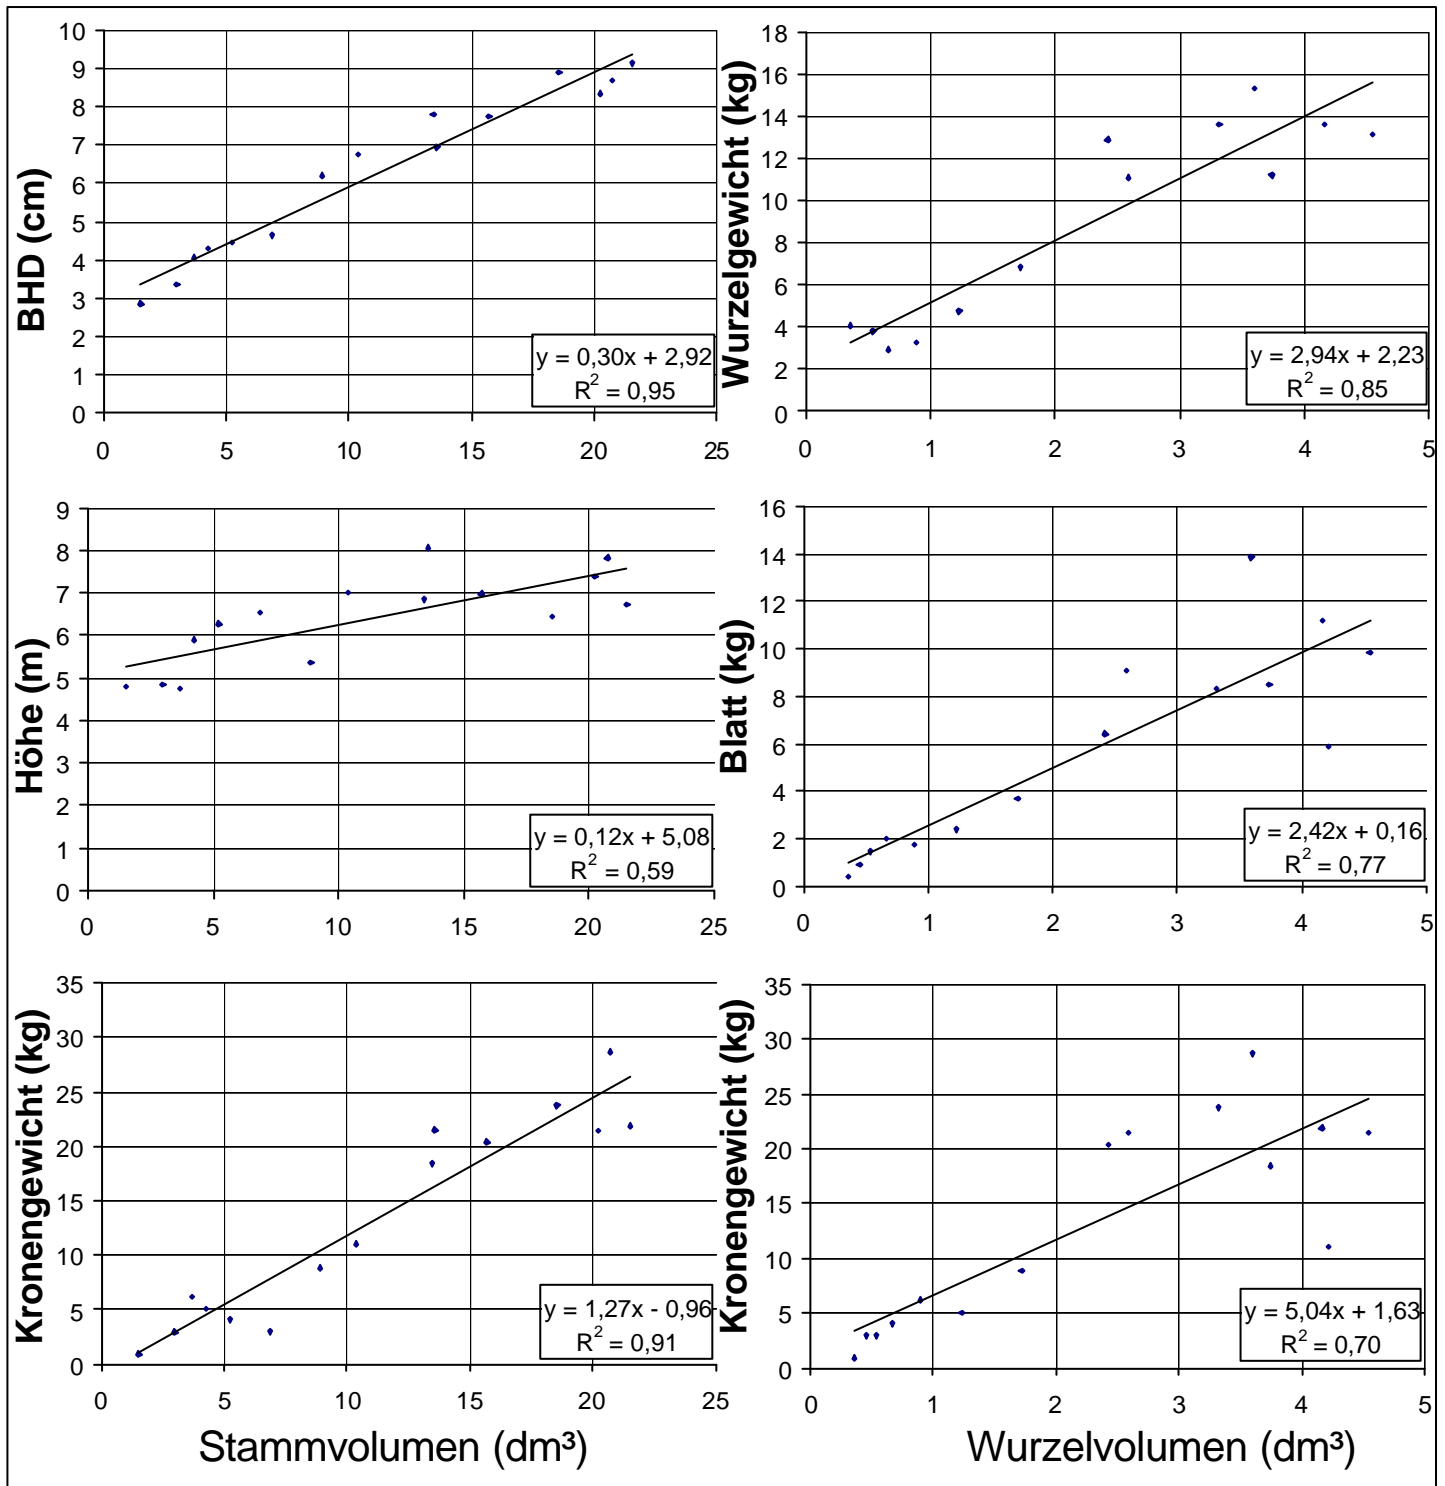 BHD (cm)
10
9
8
7
6
5
4
3
2
1
0
y = 0,30x + 2,92
R² = 0,95
0 5 10 15 20 25
Wurzelgewicht (kg)
18
16
14
12
10
8
6
4
2
0
y = 2,94x + 2,23
R² = 0,85
0 1 2 3 4 5
Höhe (m)
9
8
7
6
5
4
3
2
1
0
y = 0,12x + 5,08
R² = 0,59
0 5 10 15 20 25
Blatt (kg)
16
14
12
10
8
6
4
2
0
y = 2,42x + 0,16
R² = 0,77
0 1 2 3 4 5
Kronengewicht (kg)
35
30
25
20
15
10
5
0
y = 1,27x - 0,96
R² = 0,91
0 5 10 15 20 25
Stammvolumen (dm³)
Kronengewicht (kg)
35
30
25
20
15
10
5
0
y = 5,04x + 1,63
R² = 0,70
0 1 2 3 4 5
Wurzelvolumen (dm³)